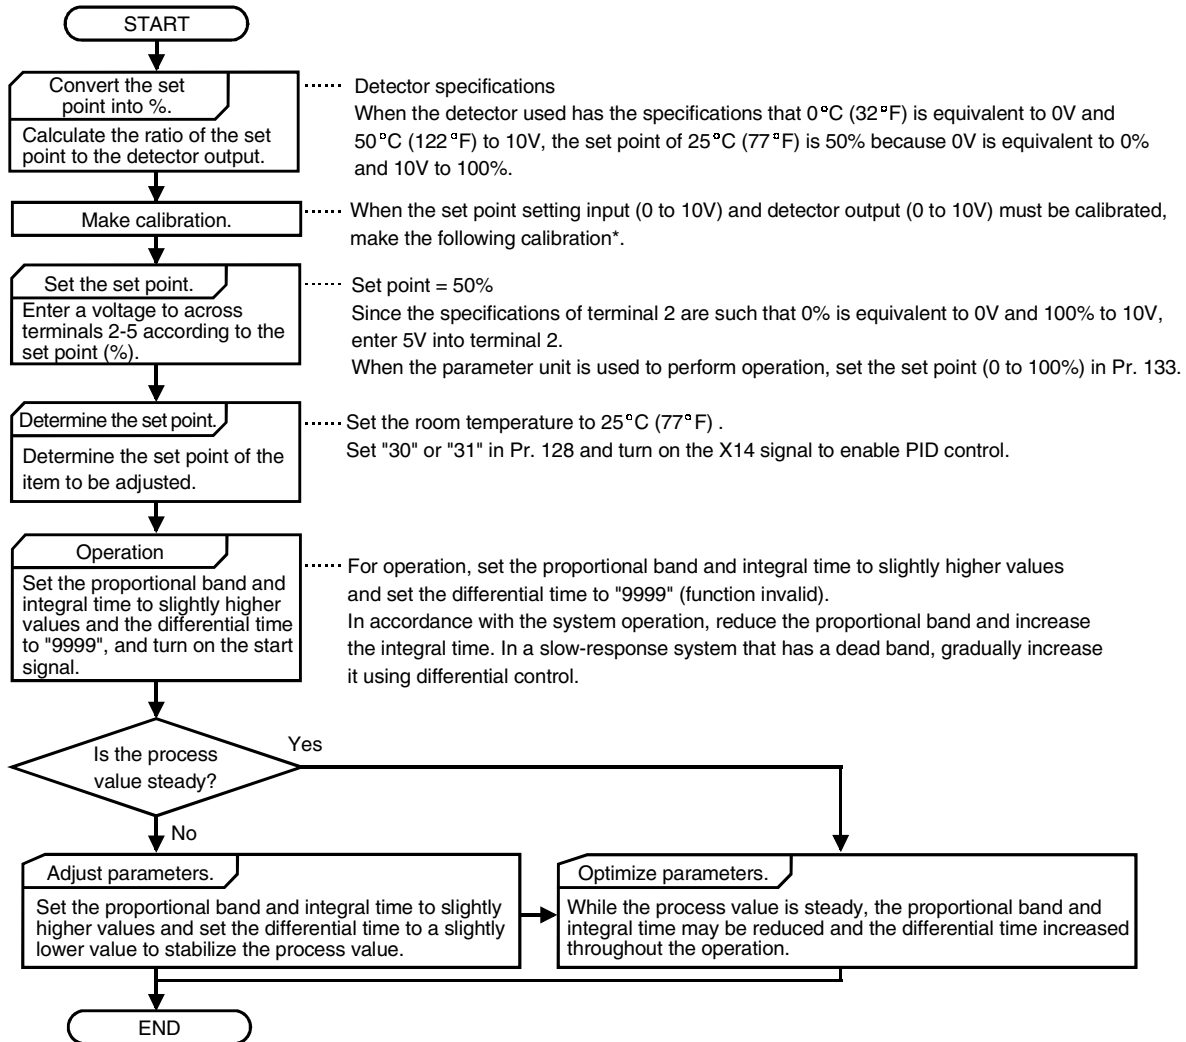 START
Convert the set
point into %.
Calculate the ratio of the set
point to the detector output.
Detector specifications
When the detector used has the specifications that 0°C (32°F) is equivalent to 0V and
50°C (122°F) to 10V, the set point of 25°C (77°F) is 50% because 0V is equivalent to 0%
and 10V to 100%.
Make calibration.
When the set point setting input (0 to 10V) and detector output (0 to 10V) must be calibrated,
make the following calibration*.
Set the set point.
Enter a voltage to across
terminals 2-5 according to the
set point (%).
Set point = 50%
Since the specifications of terminal 2 are such that 0% is equivalent to 0V and 100% to 10V,
enter 5V into terminal 2.
When the parameter unit is used to perform operation, set the set point (0 to 100%) in Pr. 133.
Determine the set point.
Determine the set point of the
item to be adjusted.
Set the room temperature to 25°C (77°F) .
Set "30" or "31" in Pr. 128 and turn on the X14 signal to enable PID control.
Operation
Set the proportional band and
integral time to slightly higher
values and the differential time
to "9999", and turn on the start
signal.
For operation, set the proportional band and integral time to slightly higher values
and set the differential time to "9999" (function invalid).
In accordance with the system operation, reduce the proportional band and increase
the integral time. In a slow-response system that has a dead band, gradually increase
it using differential control.
Is the process
value steady?
Yes
No
Adjust parameters.
Set the proportional band and integral time to slightly
higher values and set the differential time to a slightly
lower value to stabilize the process value.
Optimize parameters.
While the process value is steady, the proportional band and
integral time may be reduced and the differential time increased
throughout the operation.
END